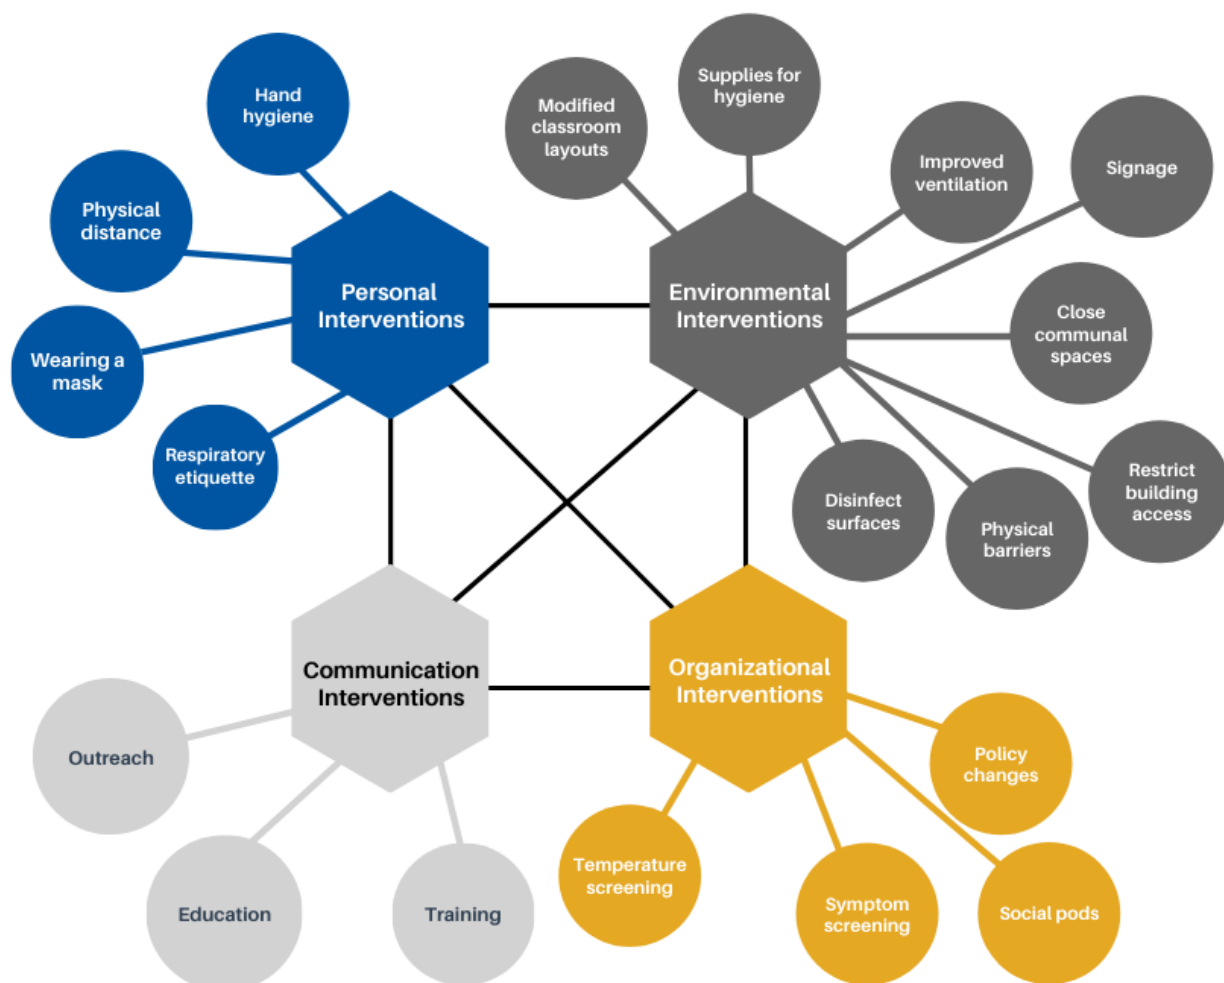 Hand
hygiene
Physical
distance
Wearing a
mask
Respiratory
etiquette
Personal
Interventions
Modified
classroom
layouts
Supplies for
hygiene
Improved
ventilation
Signage
Close
communal
spaces
Restrict
building
access
Physical
barriers
Disinfect
surfaces
Environmental
Interventions
Communication
Interventions
Outreach
Education
Training
Organizational
Interventions
Policy
changes
Social pods
Symptom
screening
Temperature
screening